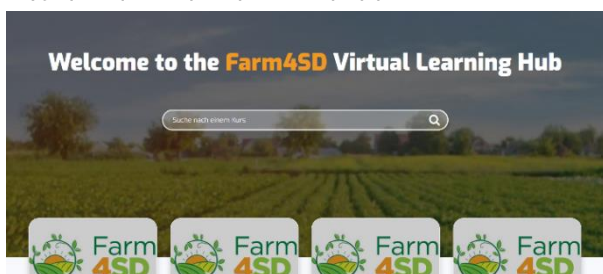 Welcome to the Farm4SD Virtual Learning Hub
Suche nach einem Kurs
Farm Farm Farm Farm
4SD 4SD 4SD 4SD